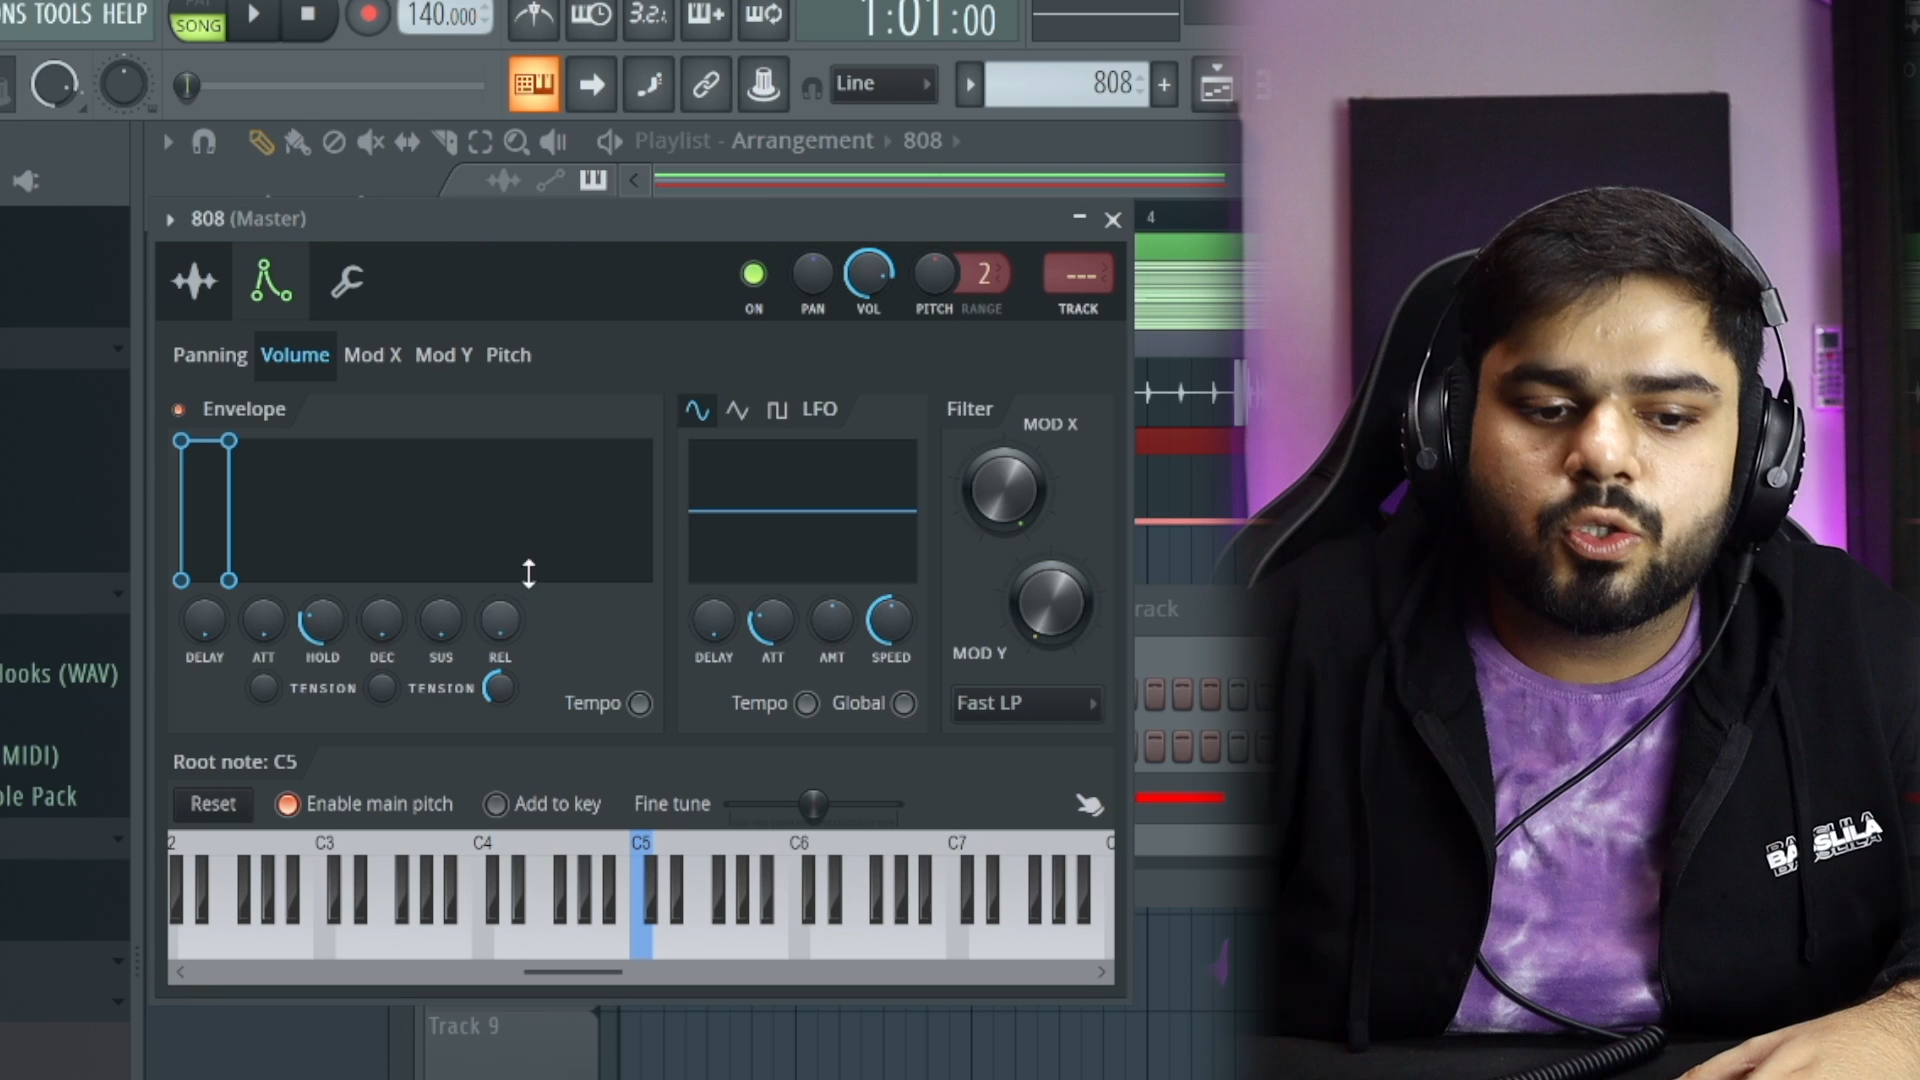 TOOLS HELP
SONG
140.000
3.2.
1:01:00
Line
808
Playlist - Arrangement
808
808 (Master)
4
ON
PAN
VOL
PITCH
RANGE
2
---
TRACK
Panning
Volume
Mod X
Mod Y
Pitch
Envelope
LFO
Filter
MOD X
DELAY
ATT
HOLD
DEC
SUS
REL
TENSION
TENSION
Tempo
DELAY
ATT
AMT
SPEED
Tempo
Global
MOD Y
Fast LP
rack
(WAV)
MIDI)
Pack
Root note: C5
Reset
Enable main pitch
Add to key
Fine tune
2
C3
C4
C5
C6
C7
C
Track 9